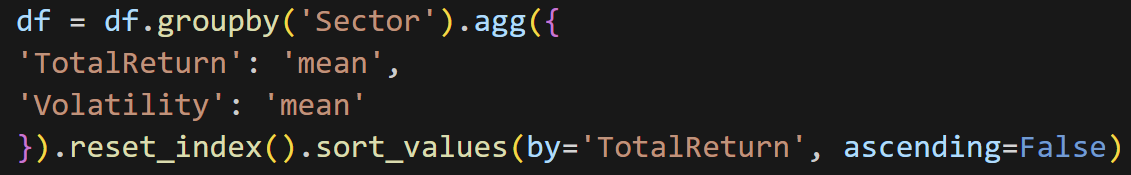 df = df.groupby('Sector').agg({
'TotalReturn': 'mean',
'Volatility': 'mean'
}).reset_index().sort_values(by='TotalReturn', ascending=False)